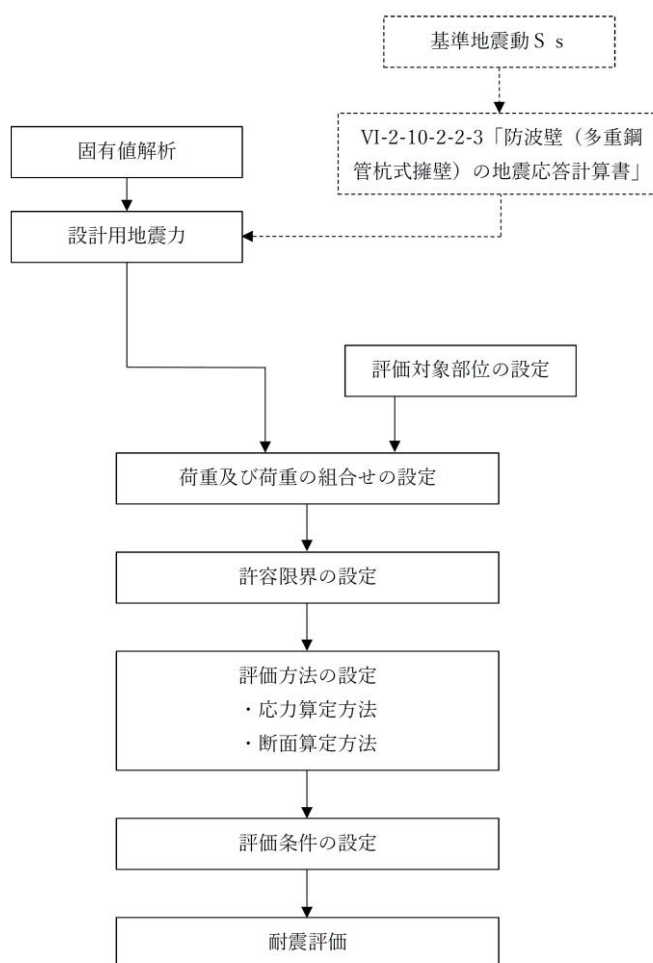 基準地震動Ｓｓ
Ⅵ-2-10-2-2-3「防波壁（多重鋼
管杭式擁壁）の地震応答計算書」
固有値解析
設計用地震力
評価対象部位の設定
荷重及び荷重の組合せの設定
許容限界の設定
評価方法の設定
・応力算定方法
・断面算定方法
評価条件の設定
耐震評価